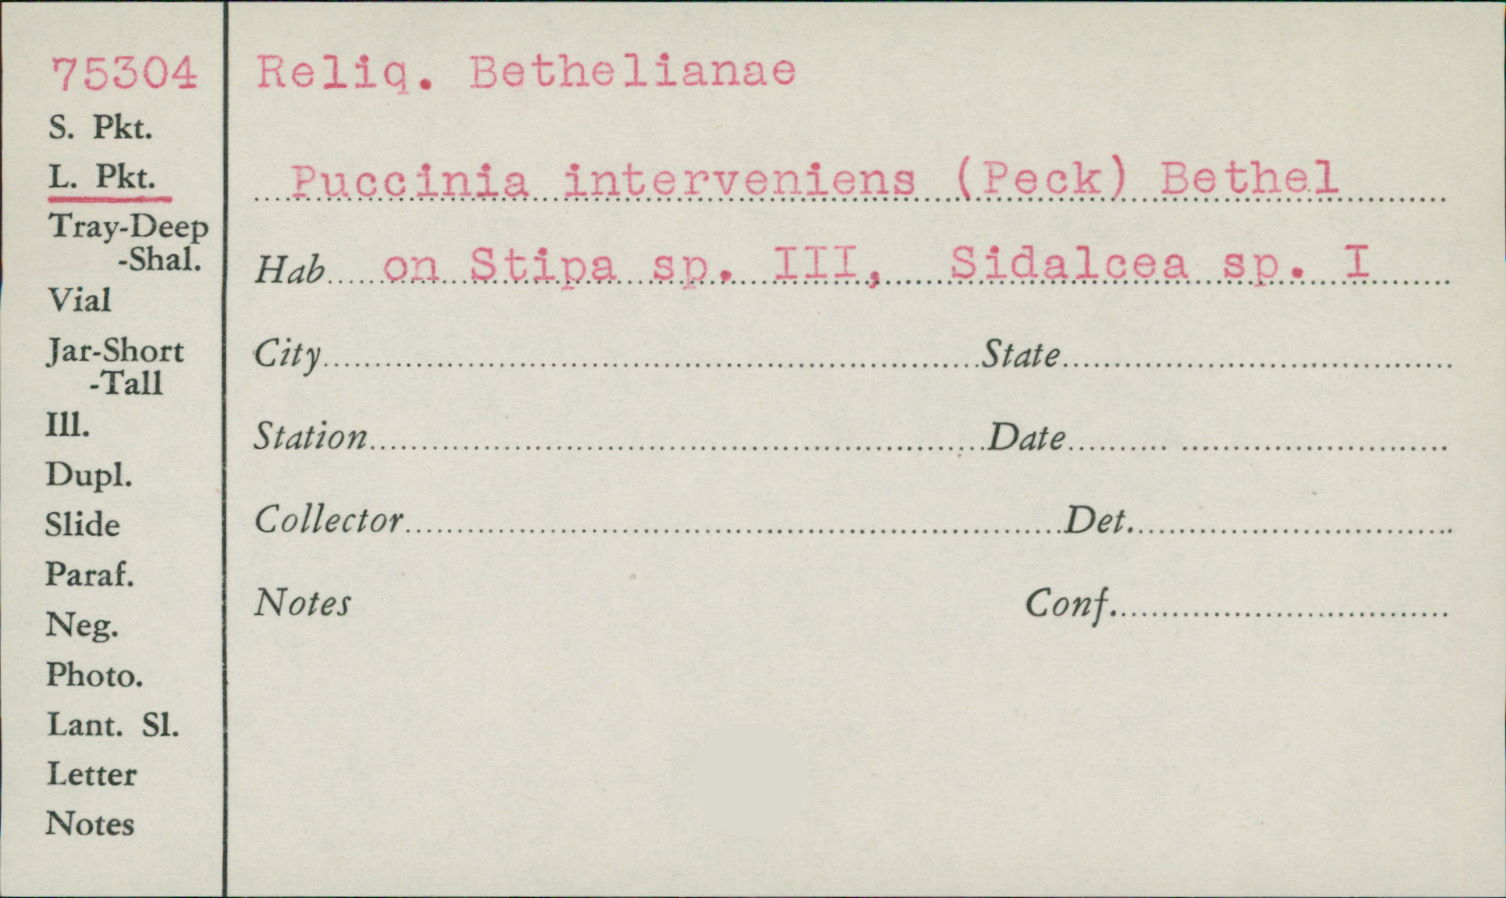 75304
S. Pkt.
L. Pkt.
Tray-Deep
-Shal.
Vial
Jar-Short
-Tall
Ill.
Dupl.
Slide
Paraf.
Neg.
Photo.
Lant. Sl.
Letter
Notes
Reliq. Bethelianae
Puccinia interveniens (Peck) Bethel
Hab on Stipa sp. III, Sidalcea sp. I
City State
Station Date
Collector Det.
Notes Conf.